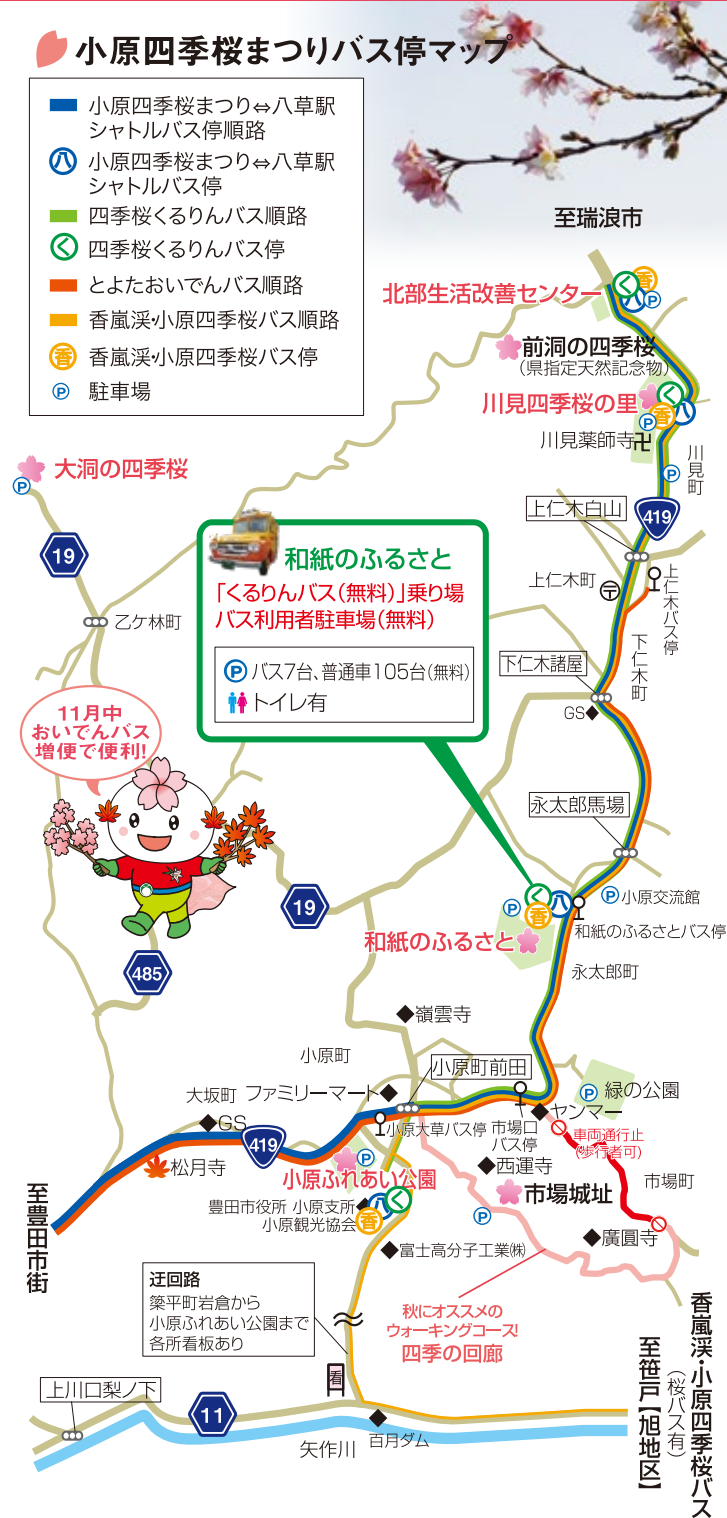 小原四季桜まつりバス停マップ
小原四季桜まつり⇔八草駅
シャトルバス停順路
八
小原四季桜まつり⇔八草駅
シャトルバス停
四季桜くるりんバス順路
く
四季桜くるりんバス停
とよたおいでんバス順路
香嵐渓・小原四季桜バス順路
香
香嵐渓・小原四季桜バス停
P
駐車場
至瑞浪市
く
香
八
P
北部生活改善センター
前洞の四季桜
（県指定天然記念物）
川見四季桜の里
く
P
香
八
川見薬師寺卍
川見町
P
大洞の四季桜
P
419
上仁木白山
19
和紙のふるさと
「くるりんバス（無料）」乗り場
バス利用者駐車場（無料）
P バス7台、普通車105台（無料）
トイレ有
上仁木町
〒
上仁木バス停
乙ケ林町
下仁木町
下仁木諸屋
GS
11月中
おいでんバス
増便で便利!
永太郎馬場
く
八
P
香
P
小原交流館
19
和紙のふるさと
和紙のふるさとバス停
485
永太郎町
嶺雲寺
小原町
小原町前田
大坂町
ファミリーマート
P
緑の公園
GS
小原大草バス停
市場口
バス停
ヤンマー
419
車両通行止
（歩行者可）
松月寺
P
小原ふれあい公園
西運寺
市場城址
市場町
至豊田市街
豊田市役所 小原支所
小原観光協会
八
く
香
P
廣圓寺
富士高分子工業㈱
迂回路
簗平町岩倉から
小原ふれあい公園まで
各所看板あり
秋にオススメの
ウォーキングコース!
四季の回廊
香嵐渓・小原四季桜バス
（桜バス有）
至笹戸【旭地区】
看
上川口梨ノ下
11
矢作川
百月ダム